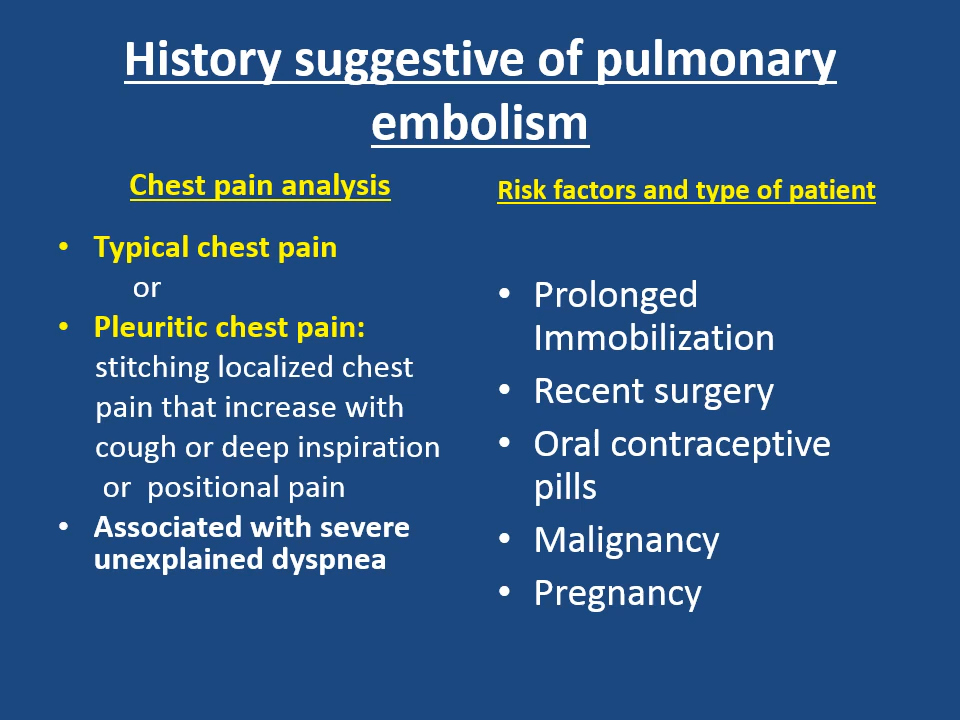 History suggestive of pulmonary
embolism
Chest pain analysis
• Typical chest pain
or
• Pleuritic chest pain:
stitching localized chest
pain that increase with
cough or deep inspiration
or positional pain
• Associated with severe
unexplained dyspnea
Risk factors and type of patient
• Prolonged
Immobilization
• Recent surgery
• Oral contraceptive
pills
• Malignancy
• Pregnancy